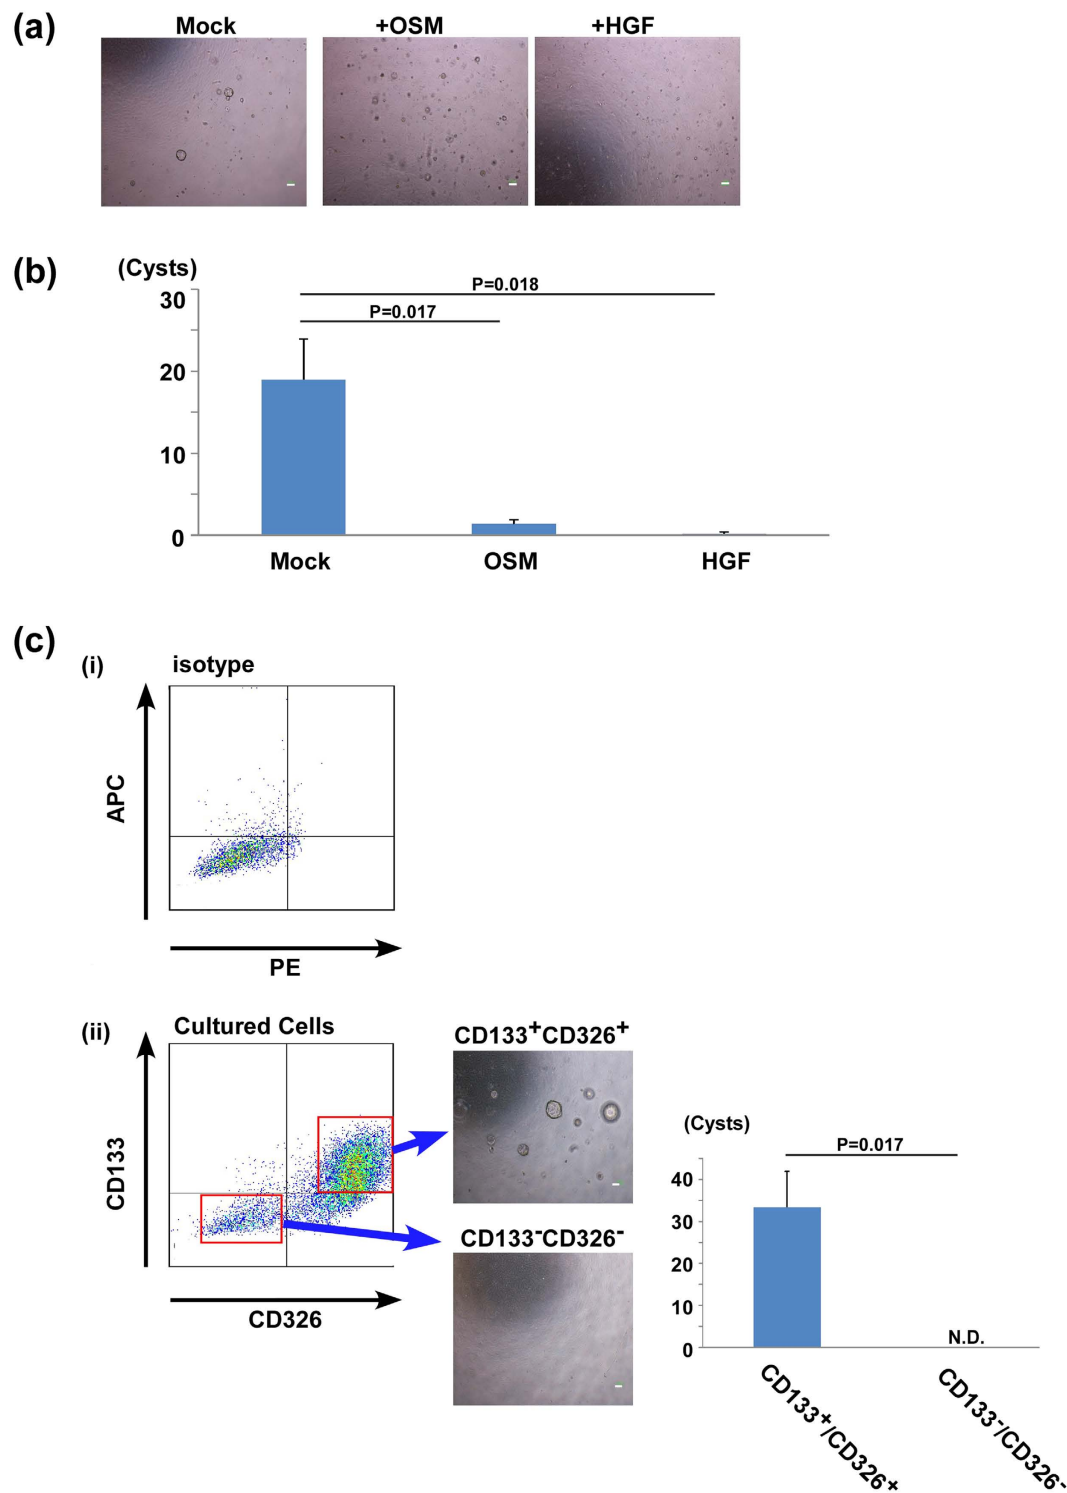 (a)
Mock
+OSM
+HGF
(b)
(Cysts)
P=0.018
P=0.017
30
20
10
0
Mock
OSM
HGF
(c)
(i)
isotype
APC
PE
(ii)
Cultured Cells
CD133
CD326
CD133+CD326+
CD133-CD326-
(Cysts)
P=0.017
40
30
20
10
0
N.D.
CD133+/CD326+
CD133-/CD326-